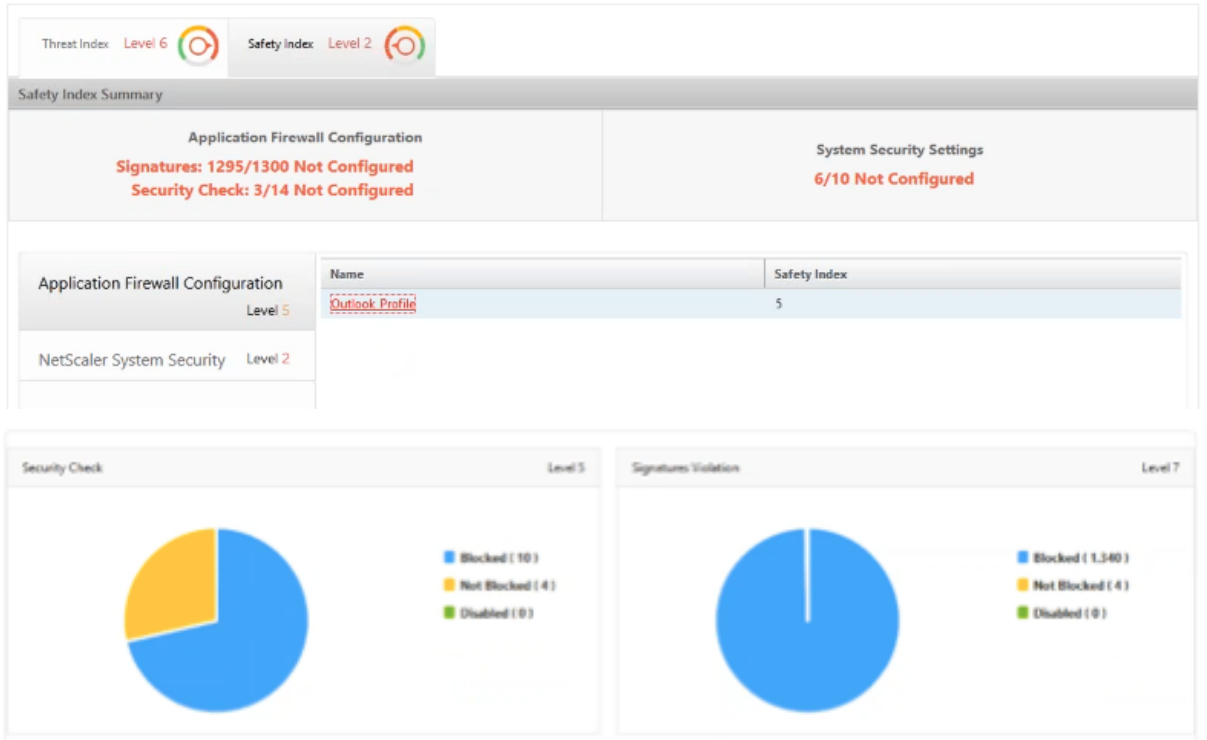 Threat Index Level 6 Safety Index Level 2
Safety Index Summary
Application Firewall Configuration
Signatures: 1295/1300 Not Configured
Security Check: 3/14 Not Configured
System Security Settings
6/10 Not Configured
Application Firewall Configuration
Level 5
NetScaler System Security Level 2
Name Safety Index
Outlook Profile 5
Security Check Level 5
Blocked ( 10 )
Not Blocked ( 4 )
Disabled ( 0 )
Signatures Violation Level 7
Blocked ( 1,340 )
Not Blocked ( 4 )
Disabled ( 0 )